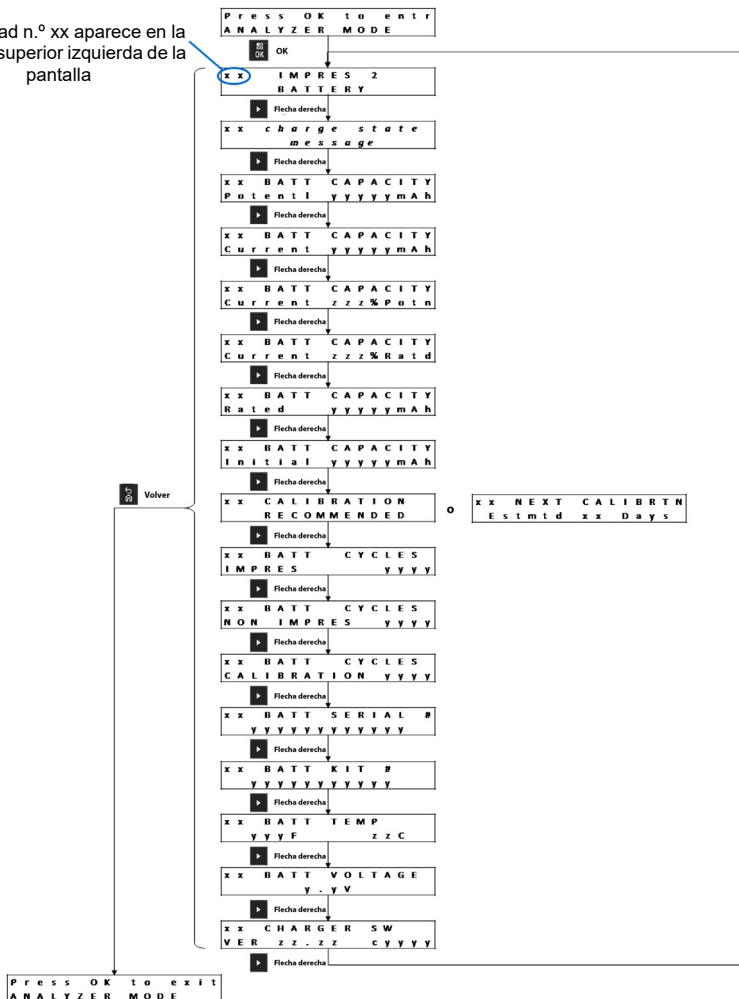 ad n.º xx aparece en la
superior izquierda de la
pantalla
Press OK to entr
ANALYZER MODE
OK
OK
xx IMPRES 2
BATTERY
Flecha derecha
xx charge state
message
Flecha derecha
xx BATT CAPACITY
Potentl yyyyymAh
Flecha derecha
xx BATT CAPACITY
Current yyyyymAh
Flecha derecha
xx BATT CAPACITY
Current zzz%Potn
Flecha derecha
xx BATT CAPACITY
Current zzz%Ratd
Flecha derecha
xx BATT CAPACITY
Rated yyyyymAh
Flecha derecha
xx BATT CAPACITY
Initial yyyyymAh
Flecha derecha
Volver
xx CALIBRATION
RECOMMENDED
o
xx NEXT CALIBRTN
Estmtd xx Days
Flecha derecha
xx BATT CYCLES
IMPRES yyyy
Flecha derecha
xx BATT CYCLES
NON IMPRES yyyy
Flecha derecha
xx BATT CYCLES
CALIBRATION yyyy
Flecha derecha
xx BATT SERIAL #
yyyyyyyyyyyy
Flecha derecha
xx BATT KIT #
yyyyyyyyyy
Flecha derecha
xx BATT TEMP
yyyF zzC
Flecha derecha
xx BATT VOLTAGE
y.yV
Flecha derecha
xx CHARGER SW
VER zz.zz cyyyy
Flecha derecha
Press OK to exit
ANALYZER MODE